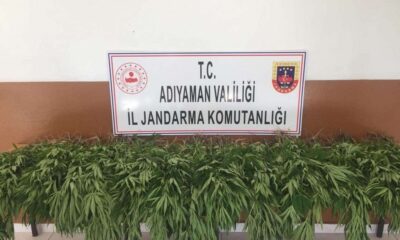 T.C.
ADIYAMAN VALİLİĞİ
İL JANDARMA KOMUTANLIĞI